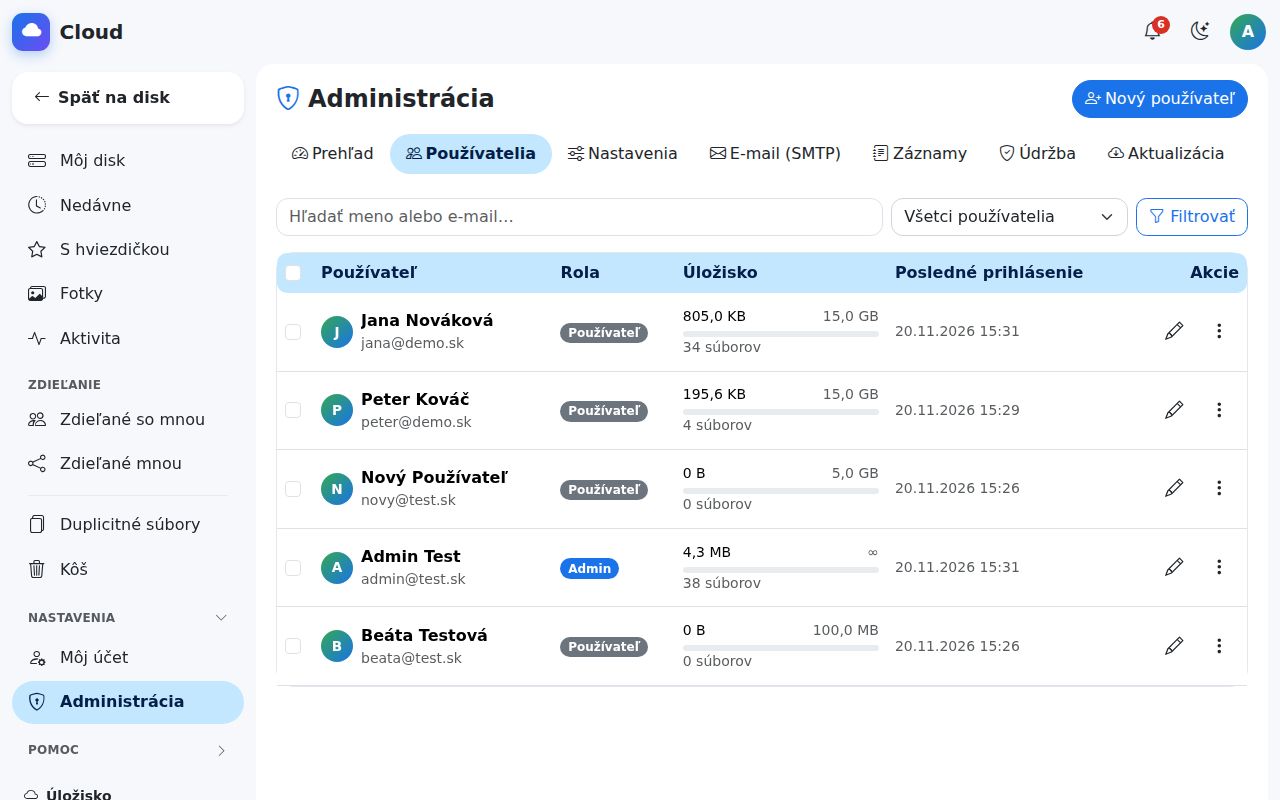 Cloud
6
A
Späť na disk
Môj disk
Nedávne
S hviezdičkou
Fotky
Aktivita
ZDIEĽANIE
Zdieľané so mnou
Zdieľané mnou
Duplicitné súbory
Kôš
NASTAVENIA
Môj účet
Administrácia
POMOC
Úložisko
Administrácia
Nový používateľ
Prehľad
Používatelia
Nastavenia
E-mail (SMTP)
Záznamy
Údržba
Aktualizácia
Hľadať meno alebo e-mail…
Všetci používatelia
Filtrovať
Používateľ Rola Úložisko Posledné prihlásenie Akcie
J Jana Nováková
jana@demo.sk
Používateľ
805,0 KB 15,0 GB
34 súborov
20.11.2026 15:31
P Peter Kováč
peter@demo.sk
Používateľ
195,6 KB 15,0 GB
4 súborov
20.11.2026 15:29
N Nový Používateľ
novy@test.sk
Používateľ
0 B 5,0 GB
0 súborov
20.11.2026 15:26
A Admin Test
admin@test.sk
Admin
4,3 MB ∞
38 súborov
20.11.2026 15:31
B Beáta Testová
beata@test.sk
Používateľ
0 B 100,0 MB
0 súborov
20.11.2026 15:26